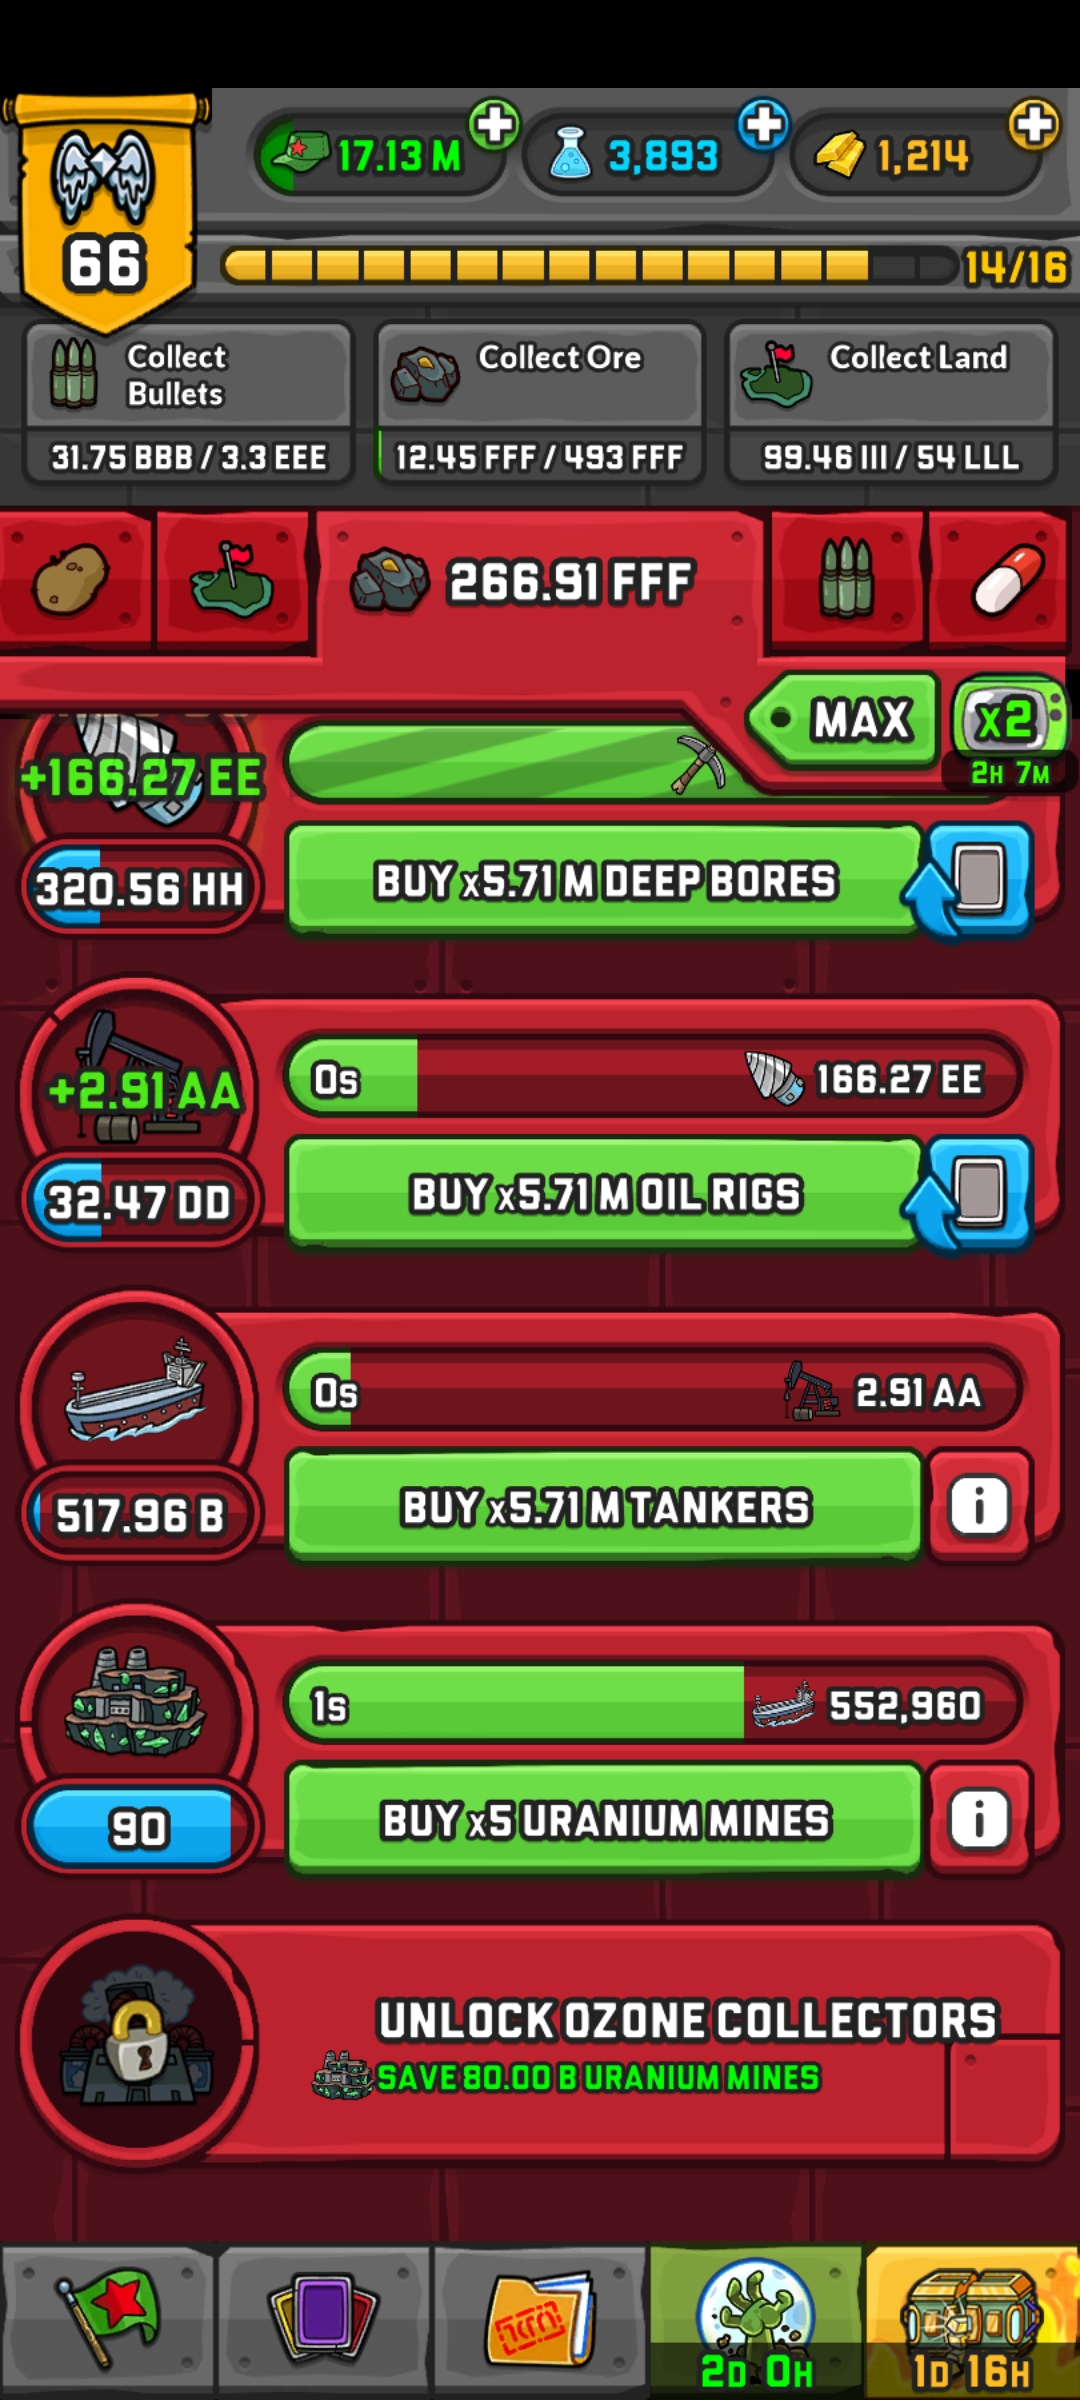 17.13 M
3,893
1,214
66
14/16
Collect
Bullets
31.75 BBB / 3.3 EEE
Collect Ore
12.45 FFF / 493 FFF
Collect Land
99.46 III / 54 LLL
266.91 FFF
MAX
x2
2H 7M
+166.27 EE
320.56 HH
BUY x5.71 M DEEP BORES
+2.91 AA
0s
166.27 EE
32.47 DD
BUY x5.71 M OIL RIGS
0s
2.91 AA
517.96 B
BUY x5.71 M TANKERS
i
1s
552,960
90
BUY x5 URANIUM MINES
i
UNLOCK OZONE COLLECTORS
SAVE 80.00 B URANIUM MINES
2D 0H
1D 16H